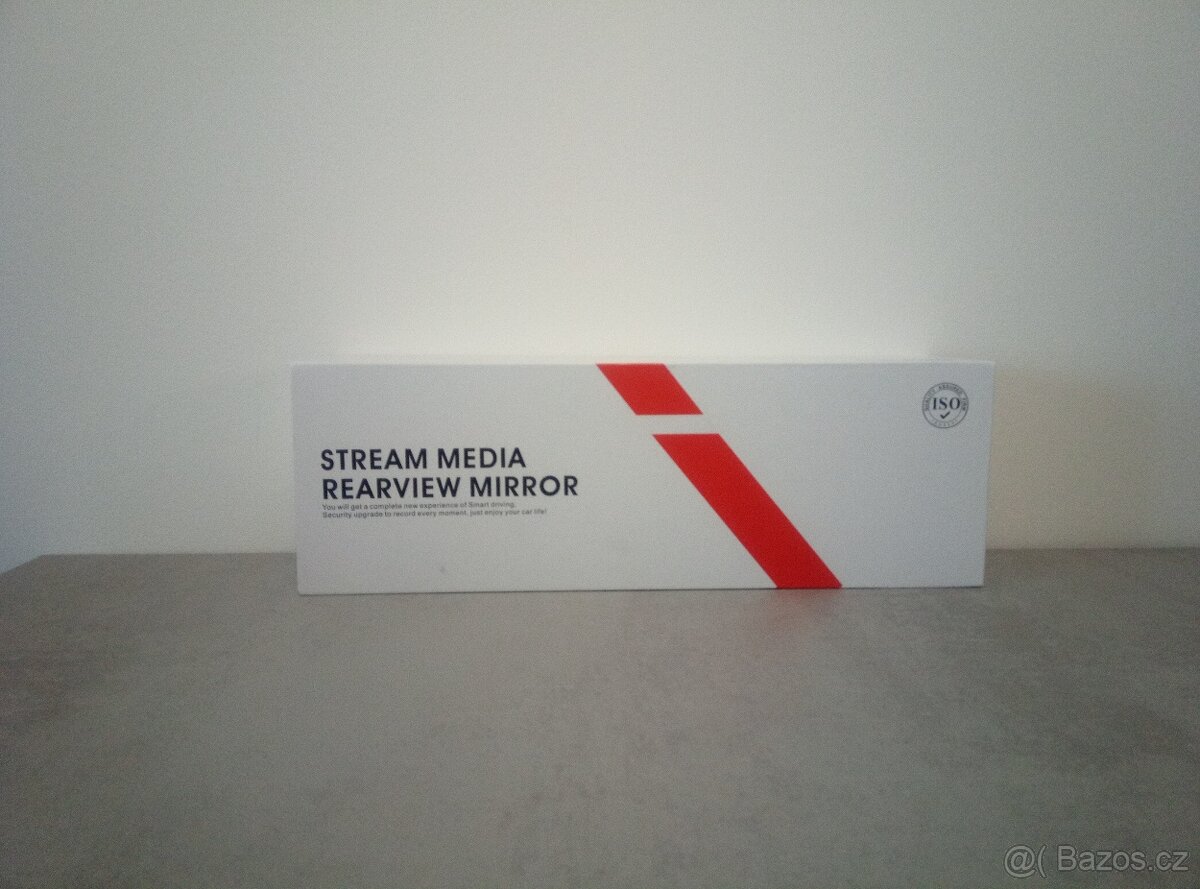 ISO
STREAM MEDIA
REARVIEW MIRROR
You will get a complete new experience of Smart driving,
Security upgrade to record every moment, just enjoy your car life!
@( Bazos.cz